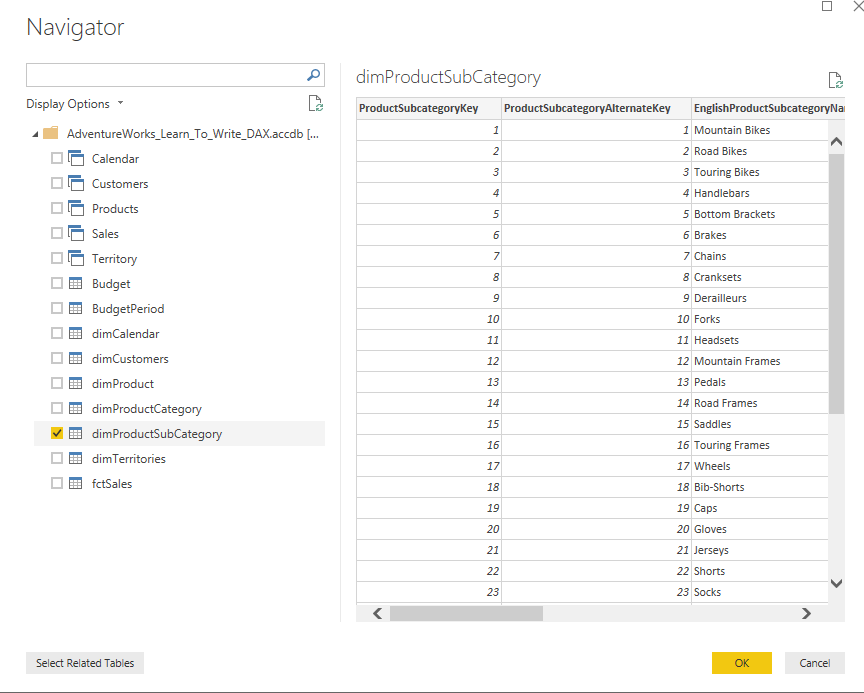 Navigator
Display Options
AdventureWorks_Learn_To_Write_DAX.accdb [...
Calendar
Customers
Products
Sales
Territory
Budget
BudgetPeriod
dimCalendar
dimCustomers
dimProduct
dimProductCategory
dimProductSubCategory
dimTerritories
fctSales
Select Related Tables
dimProductSubCategory
ProductSubcategoryKey ProductSubcategoryAlternateKey EnglishProductSubcategoryNa
1 1 Mountain Bikes
2 2 Road Bikes
3 3 Touring Bikes
4 4 Handlebars
5 5 Bottom Brackets
6 6 Brakes
7 7 Chains
8 8 Cranksets
9 9 Derailleurs
10 10 Forks
11 11 Headsets
12 12 Mountain Frames
13 13 Pedals
14 14 Road Frames
15 15 Saddles
16 16 Touring Frames
17 17 Wheels
18 18 Bib-Shorts
19 19 Caps
20 20 Gloves
21 21 Jerseys
22 22 Shorts
23 23 Socks
OK
Cancel